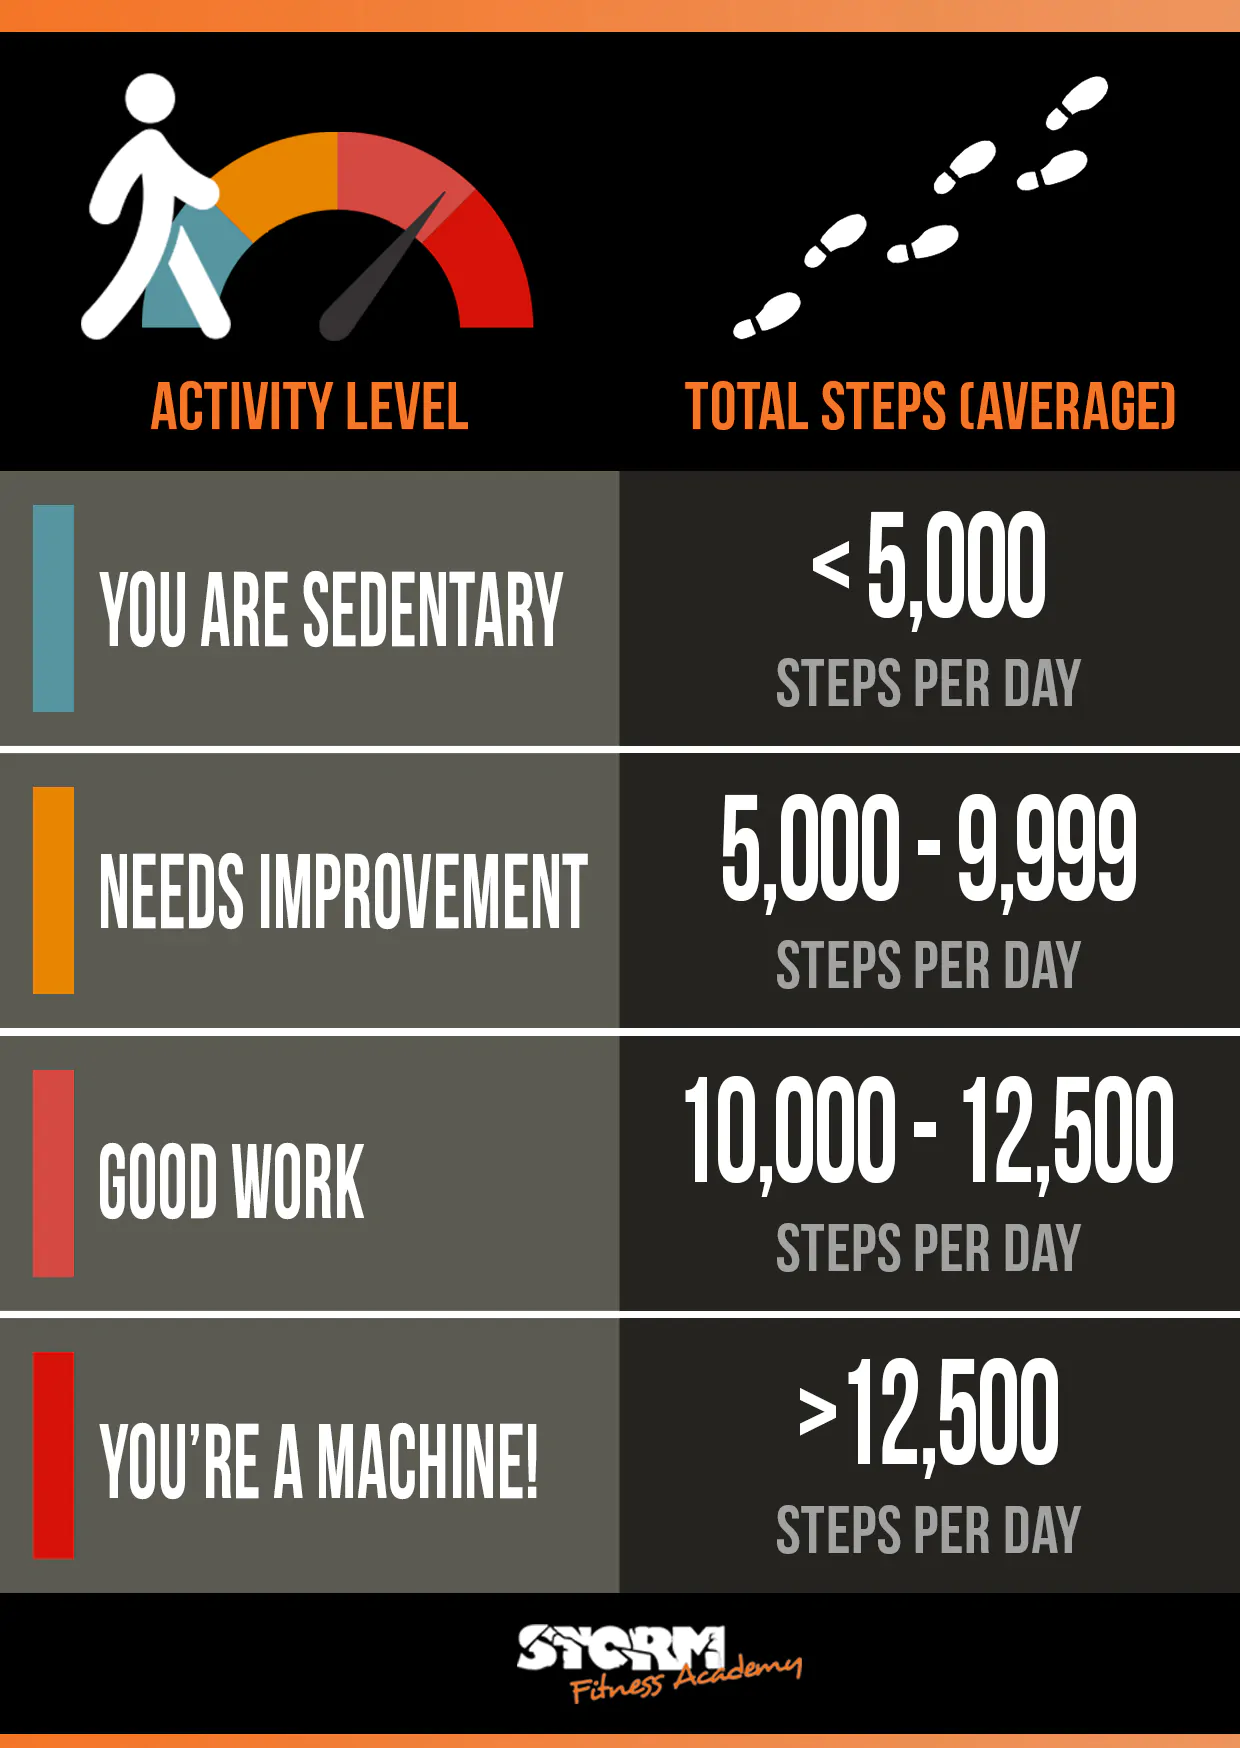 ACTIVITY LEVEL
TOTAL STEPS (AVERAGE)
YOU ARE SEDENTARY
< 5,000
STEPS PER DAY
NEEDS IMPROVEMENT
5,000 - 9,999
STEPS PER DAY
GOOD WORK
10,000 - 12,500
STEPS PER DAY
YOU'RE A MACHINE!
>12,500
STEPS PER DAY
STORM
Fitness Academy